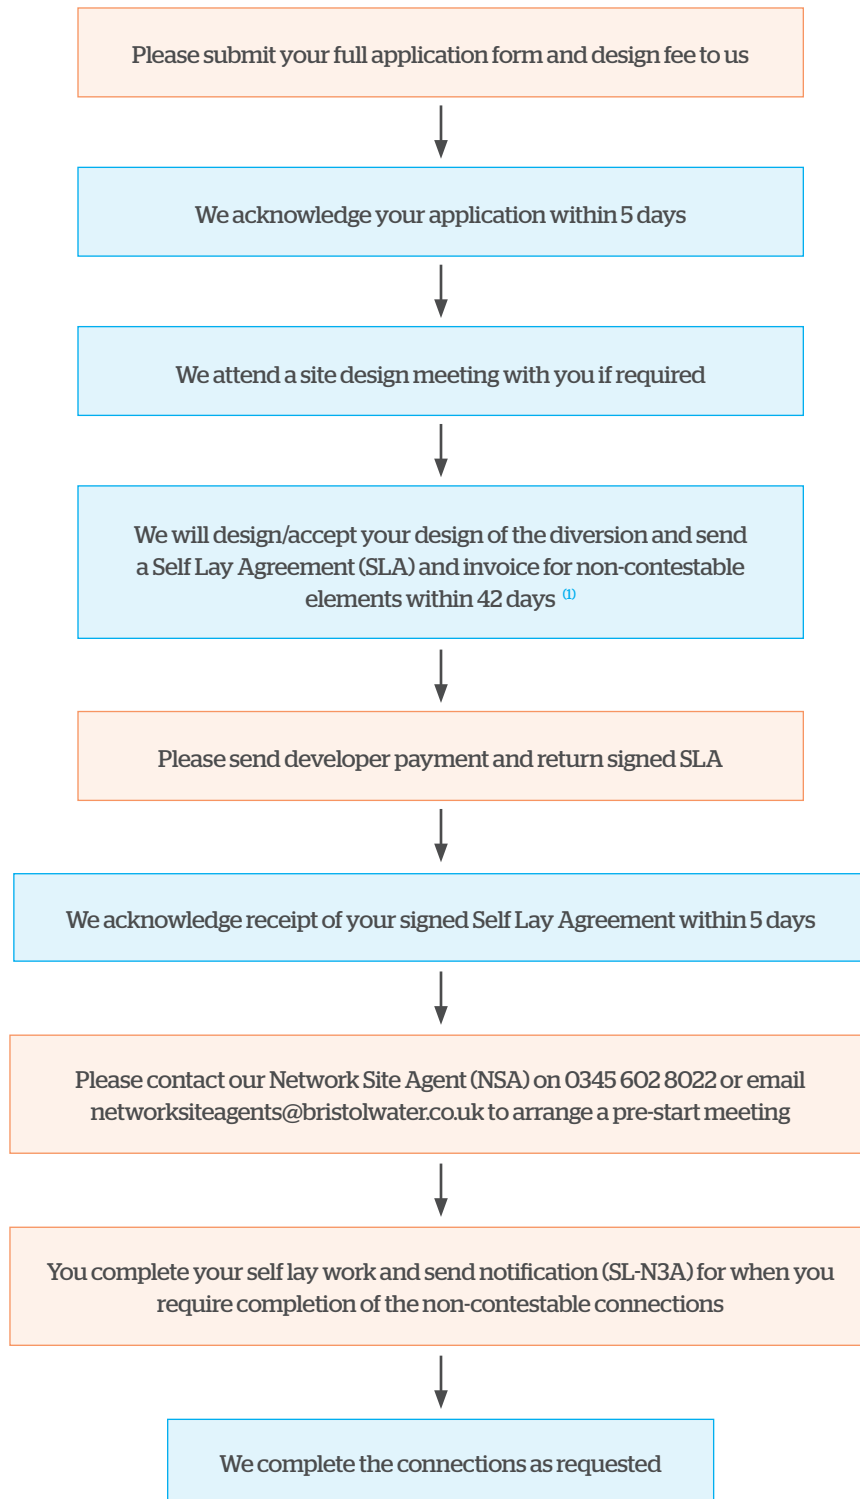 Please submit your full application form and design fee to us
We acknowledge your application within 5 days
We attend a site design meeting with you if required
We will design/accept your design of the diversion and send
a Self Lay Agreement (SLA) and invoice for non-contestable
elements within 42 days (1)
Please send developer payment and return signed SLA
We acknowledge receipt of your signed Self Lay Agreement within 5 days
Please contact our Network Site Agent (NSA) on 0345 602 8022 or email
networksiteagents@bristolwater.co.uk to arrange a pre-start meeting
You complete your self lay work and send notification (SL-N3A) for when you
require completion of the non-contestable connections
We complete the connections as requested